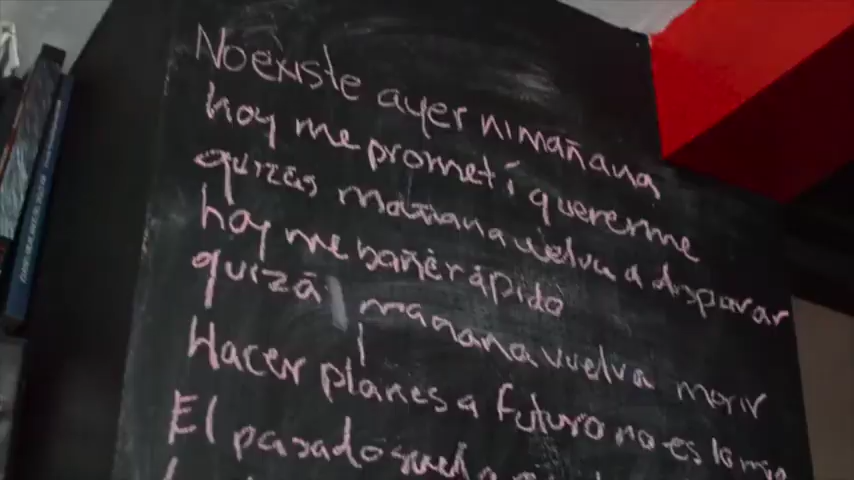 No existe ayer ni mañana
hoy me prometí quererme
quizás mañana vuelva a disparar
hoy me bañé rápido
quizá mañana vuelva morir
Hacer planes a futuro no es lo mio
El pasado